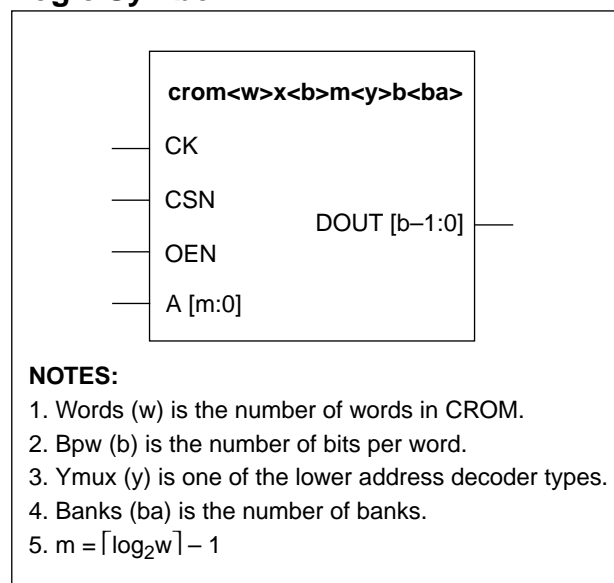 crom<w>x<b>m<y>b<ba>
CK
CSN
OEN
A [m:0]
DOUT [b–1:0]
NOTES:
1. Words (w) is the number of words in CROM.
2. Bpw (b) is the number of bits per word.
3. Ymux (y) is one of the lower address decoder types.
4. Banks (ba) is the number of banks.
5. m = ⌈log₂w⌉ – 1